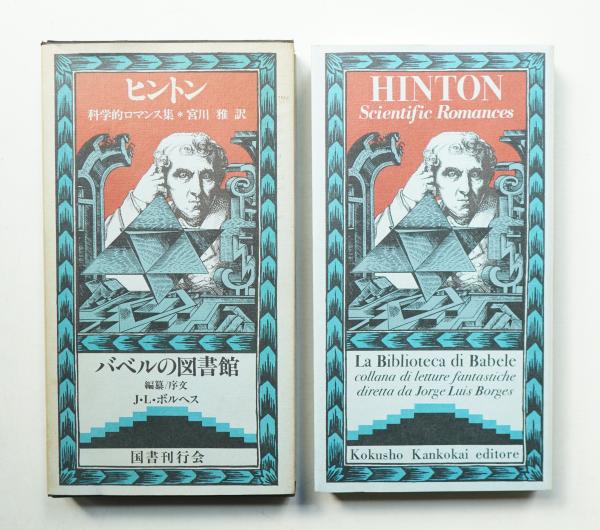 ヒントン
科学的ロマンス集*宮川 雅 訳
バベルの図書館
編纂/序文
J・L・ボルヘス
国書刊行会
HINTON
Scientific Romances
La Biblioteca di Babele
collana di letture fantastiche
diretta da Jorge Luis Borges
Kokusho Kankokai editore